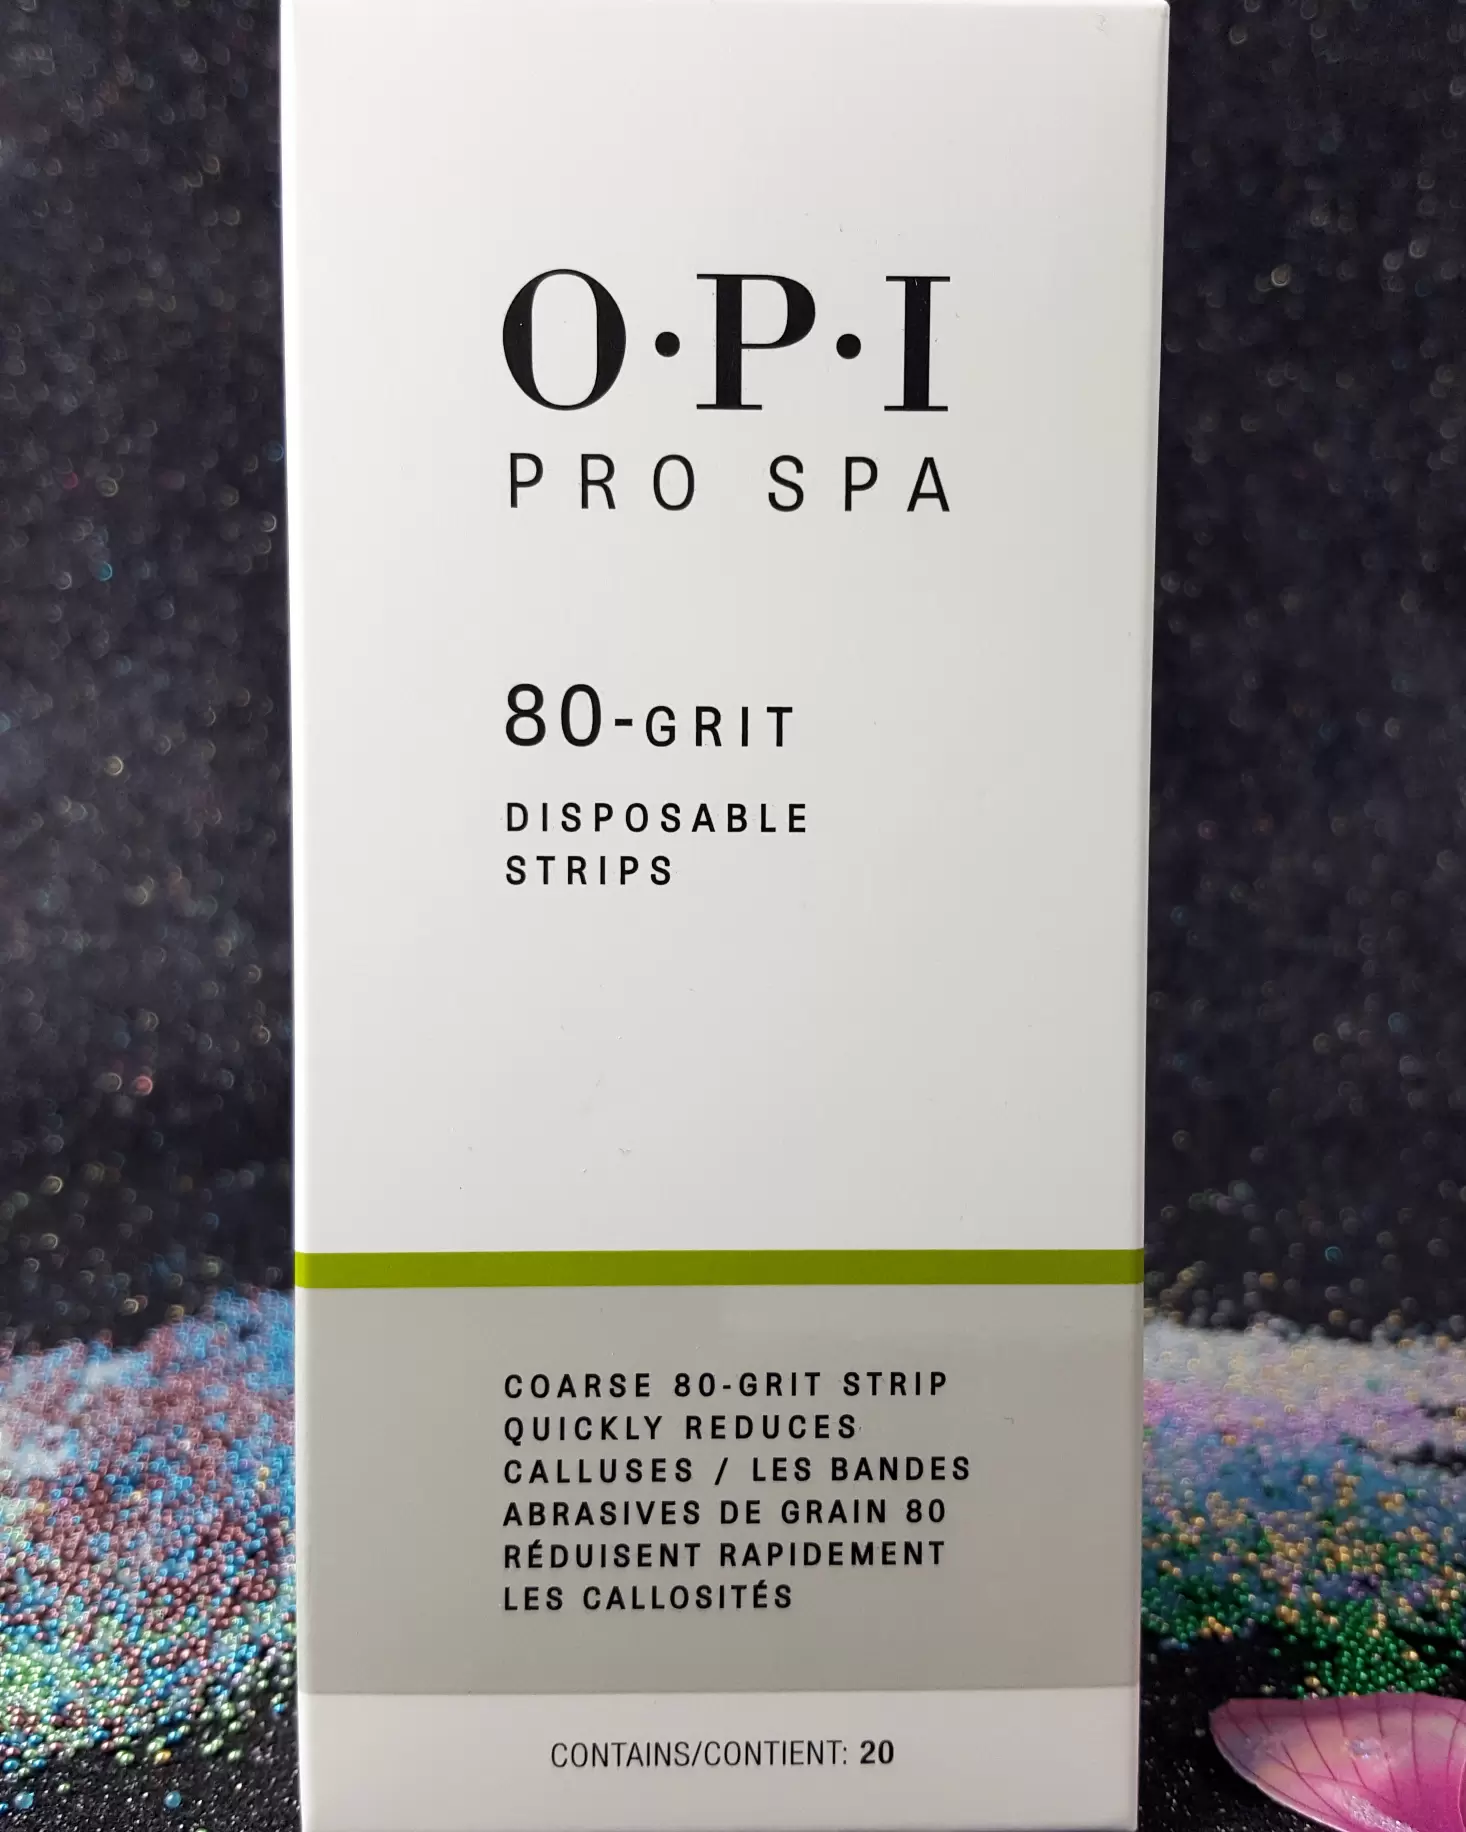 O·P·I
PRO SPA
80-GRIT
DISPOSABLE
STRIPS
COARSE 80-GRIT STRIP
QUICKLY REDUCES
CALLUSES / LES BANDES
ABRASIVES DE GRAIN 80
RÉDUISENT RAPIDEMENT
LES CALLOSITÉS
CONTAINS/CONTIENT: 20